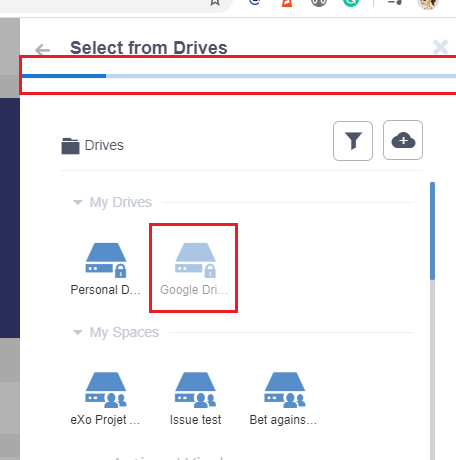 Select from Drives
Drives
My Drives
Personal D...
Google Dri...
My Spaces
eXo Projet ...
Issue test
Bet agains...